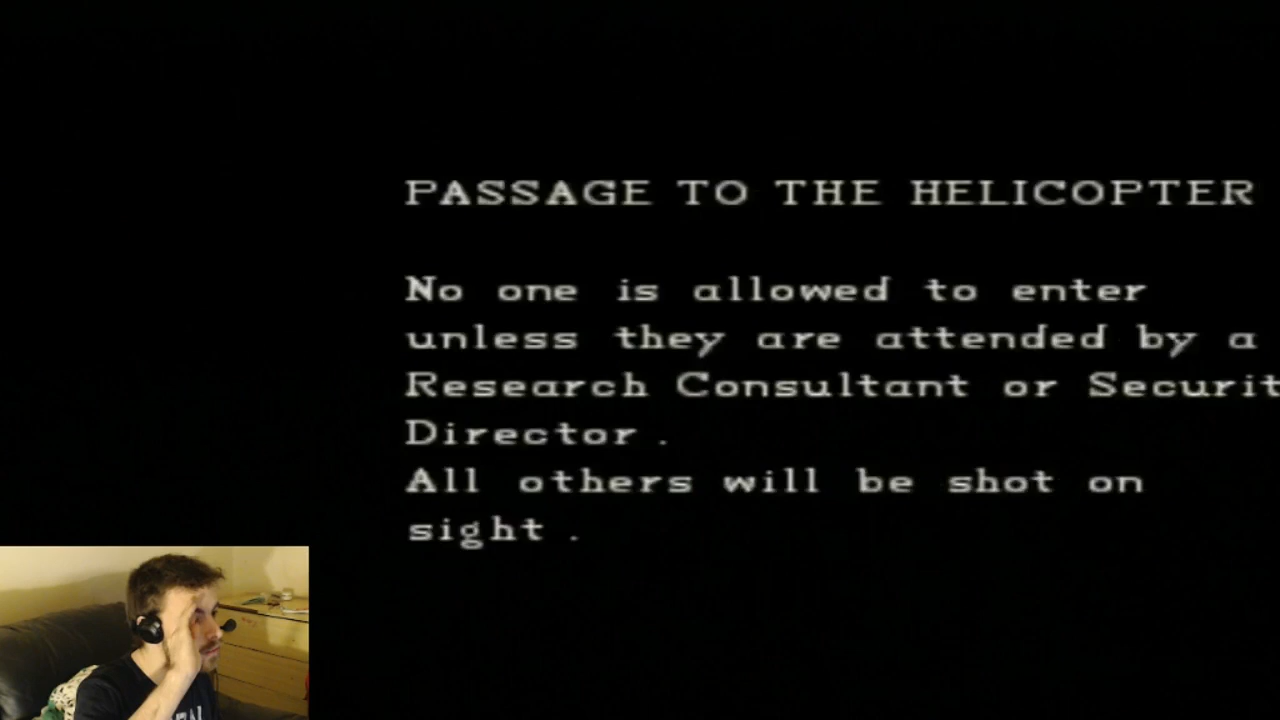 PASSAGE TO THE HELICOPTER
No one is allowed to enter
unless they are attended by a
Research Consultant or Securit
Director.
All others will be shot on
sight.